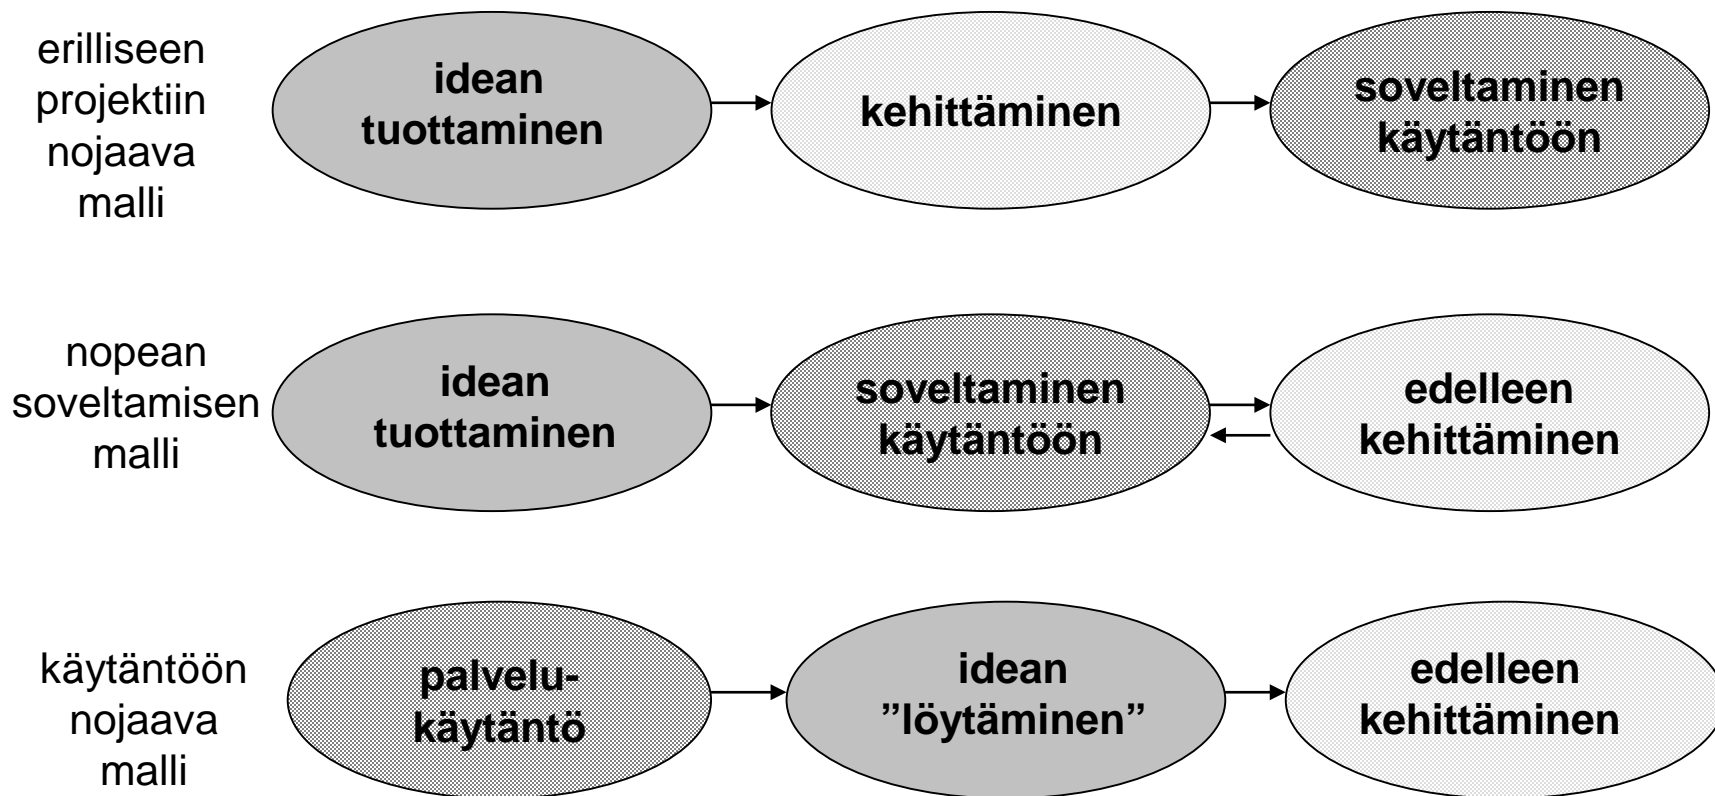 erilliseen
projektiin
nojaava
malli
idean
tuottaminen
kehittäminen
soveltaminen
käytäntöön
nopean
soveltamisen
malli
idean
tuottaminen
soveltaminen
käytäntöön
edelleen
kehittäminen
käytäntöön
nojaava
malli
palvelu-
käytäntö
idean
”löytäminen”
edelleen
kehittäminen